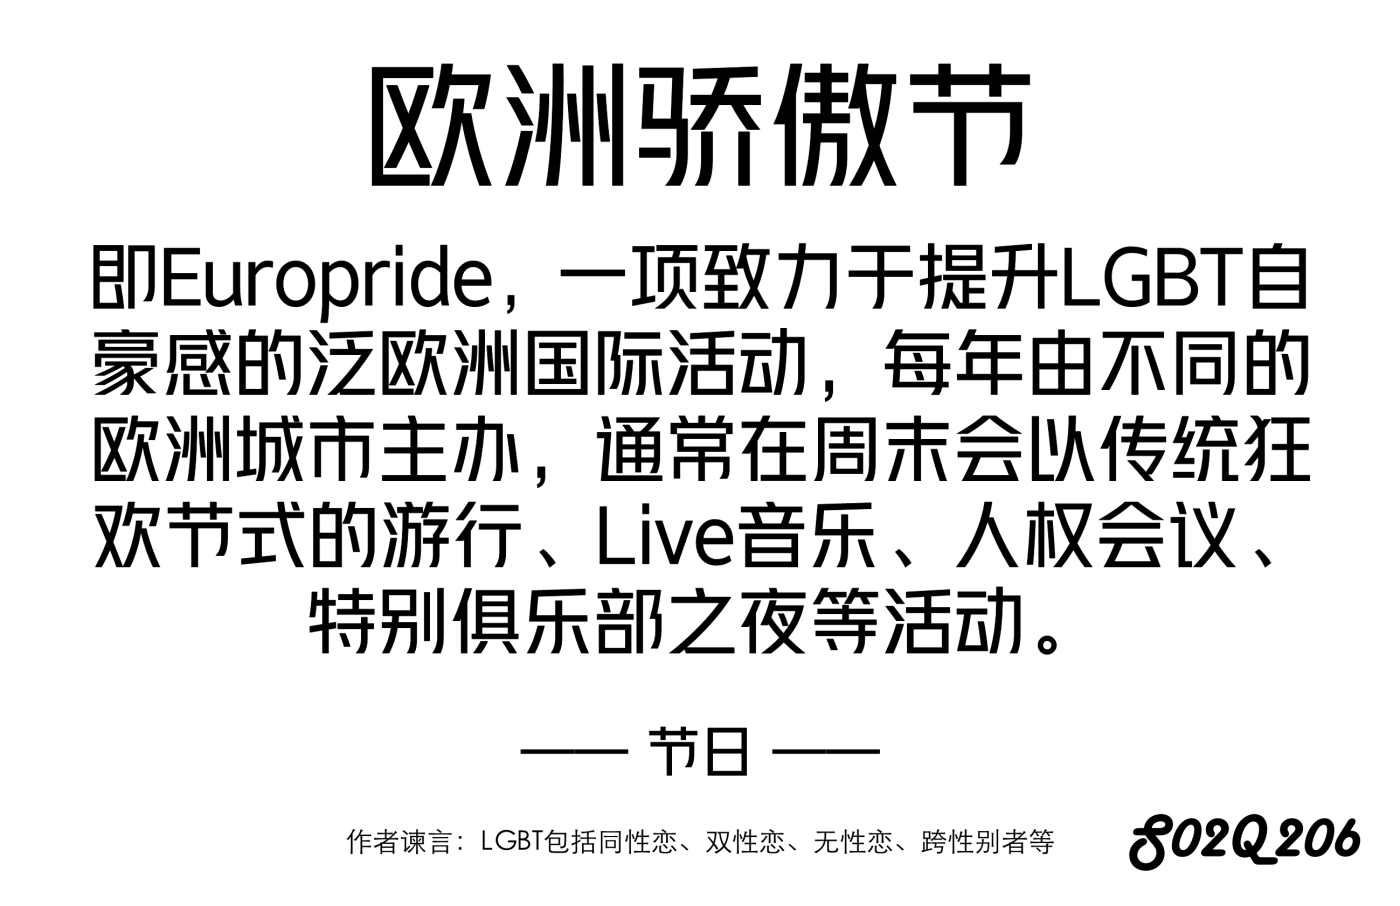 欧洲骄傲节
即Europride，一项致力于提升LGBT自
豪感的泛欧洲国际活动，每年由不同的
欧洲城市主办，通常在周末会以传统狂
欢节式的游行、Live音乐、人权会议、
特别俱乐部之夜等活动。
—— 节日 ——
作者谏言：LGBT包括同性恋、双性恋、无性恋、跨性别者等
S02Q206